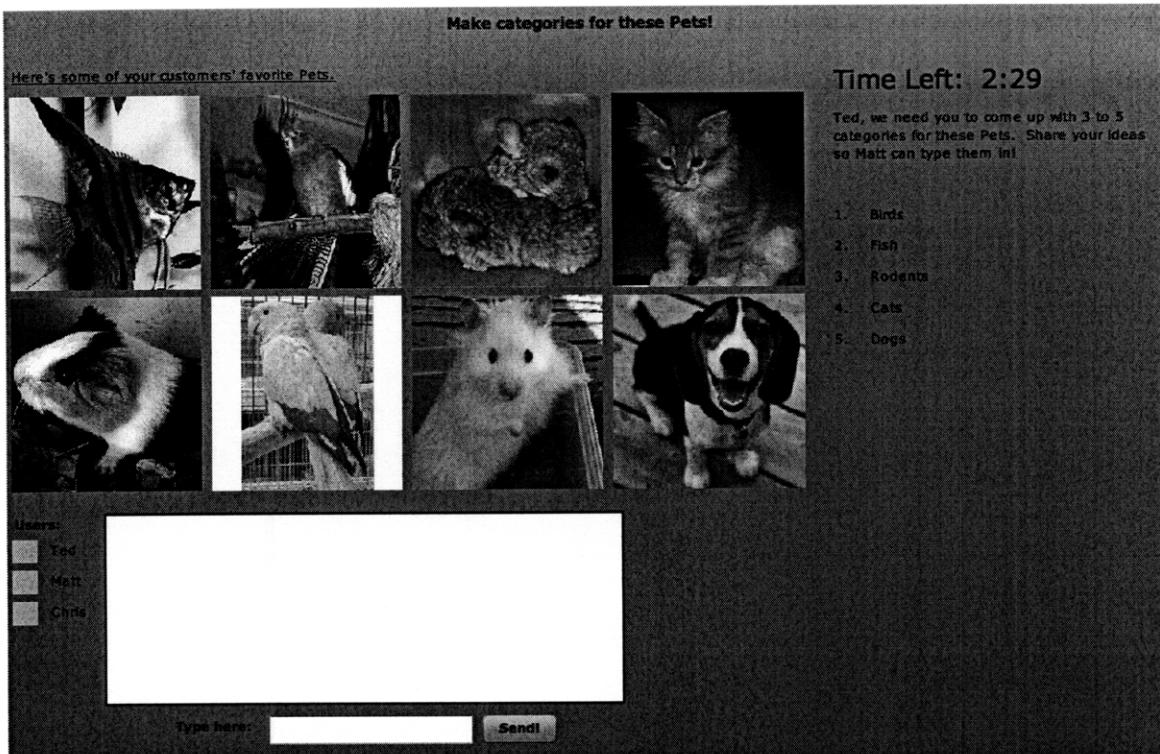 Make categories for these Pets!
Here's some of your customers' favorite Pets.
Time Left: 2:29
Ted, we need you to come up with 3 to 5
categories for these Pets. Share your ideas
so Matt can type them in!
1. Birds
2. Fish
3. Rodents
4. Cats
5. Dogs
Users:
Ted
Matt
Chris
Type here:
Send!